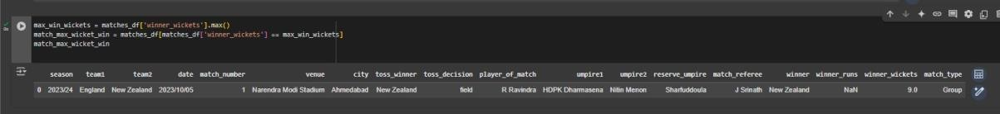 max_win_wickets = matches_df['winner_wickets'].max()
match_max_wicket_win = matches_df[matches_df['winner_wickets'] == max_win_wickets]
match_max_wicket_win
season team1 team2 date match_number venue city toss_winner toss_decision player_of_match umpire1 umpire2 reserve_umpire match_referee winner winner_runs winner_wickets match_type
0 2023/24 England New Zealand 2023/10/05 1 Narendra Modi Stadium Ahmedabad New Zealand field R Ravindra HDPK Dharmasena Nitin Menon Sharfuddoula J Srinath New Zealand NaN 9.0 Group